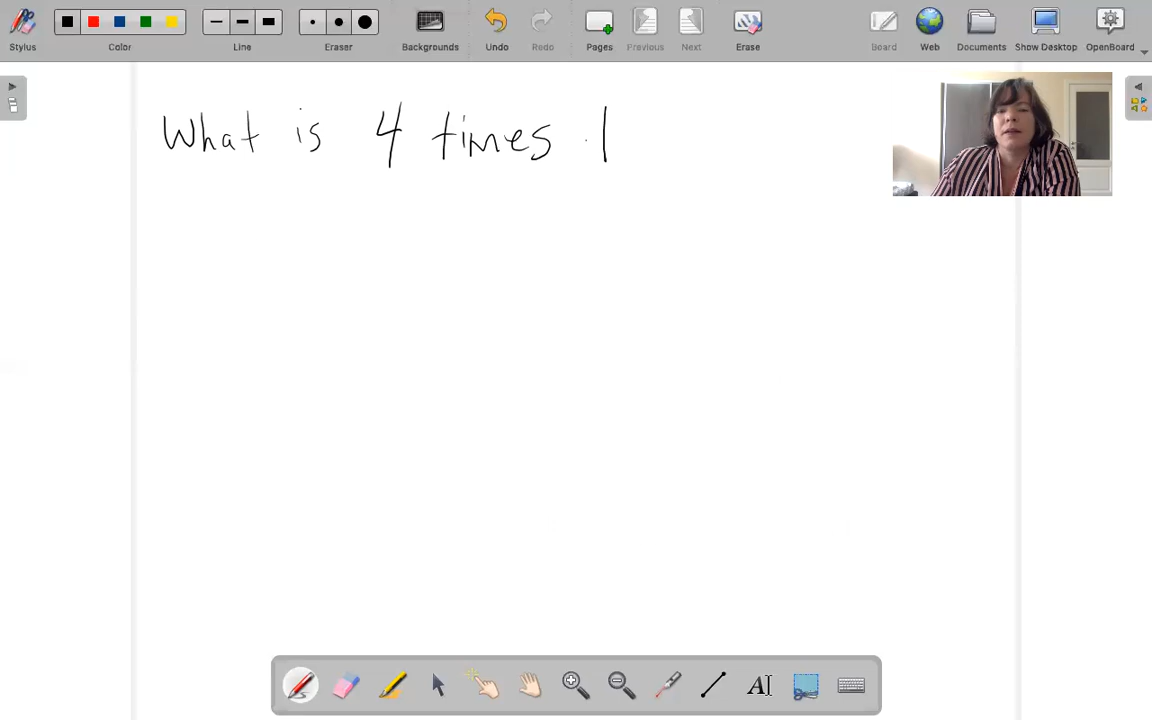 Stylus Color Line Eraser Backgrounds Undo Redo Pages Previous Next Erase Board Web Documents Show Desktop OpenBoard
What is 4 times 1